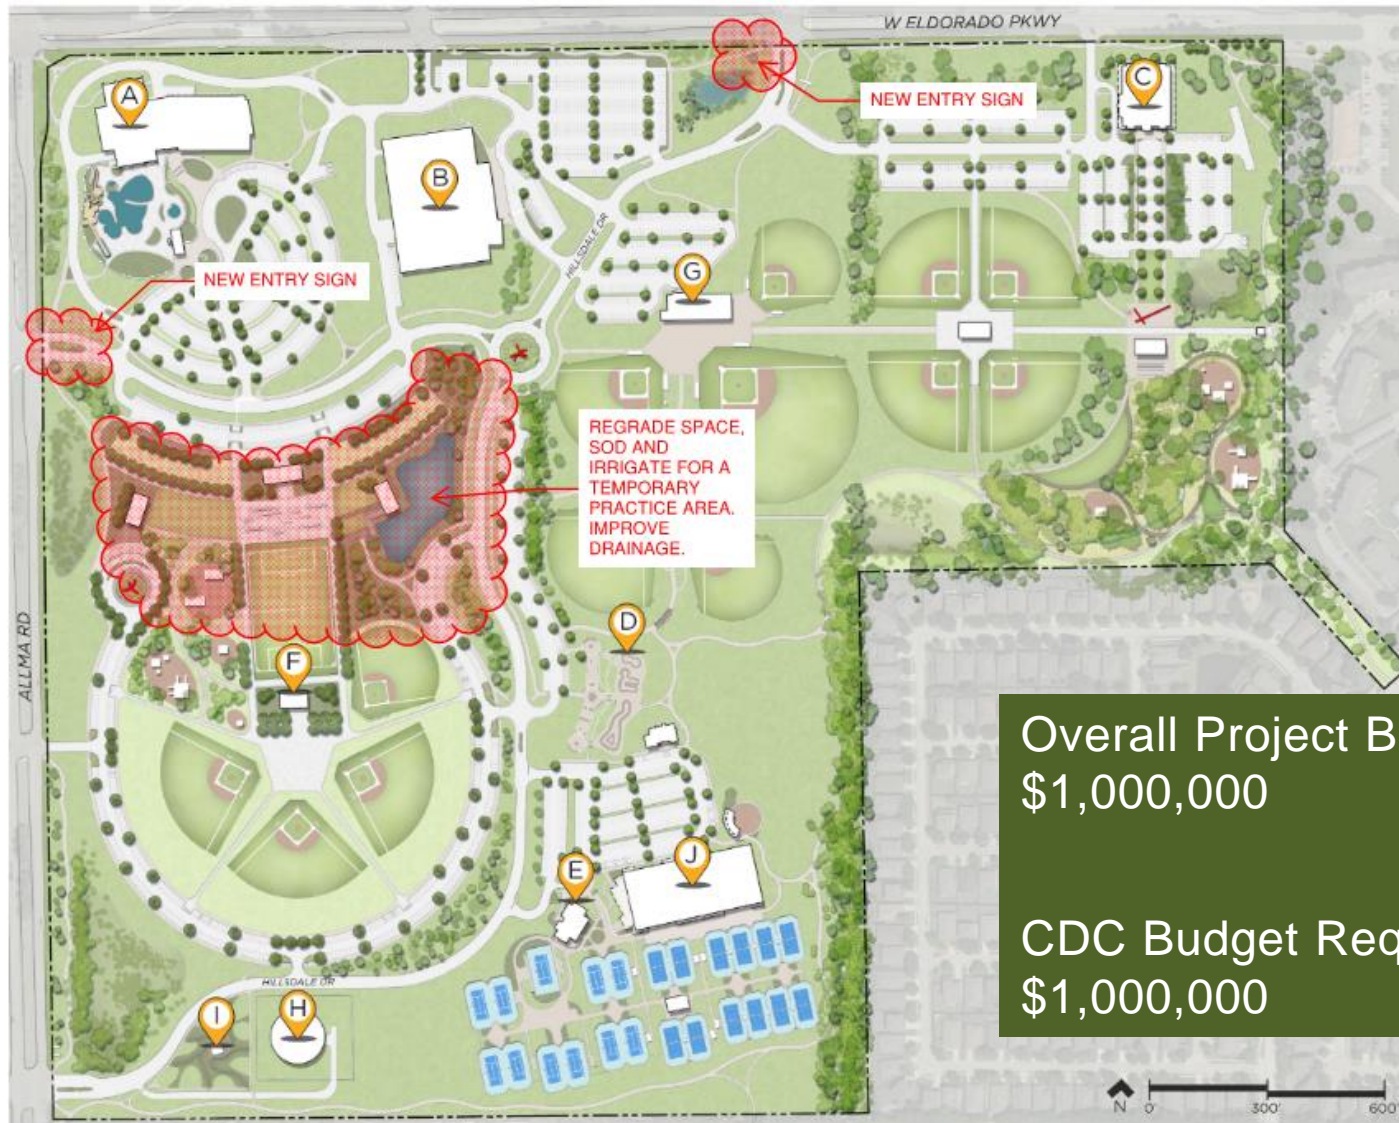 W ELDORADO PKWY
A
C
NEW ENTRY SIGN
B
HILLSDALE DR
G
NEW ENTRY SIGN
REGRADE SPACE,
SOD AND
IRRIGATE FOR A
TEMPORARY
PRACTICE AREA.
IMPROVE
DRAINAGE.
ALLMA RD
D
F
Overall Project B
$1,000,000
J
E
CDC Budget Req
$1,000,000
HILLSDALE DR
I
H
N
0'
300'
600'